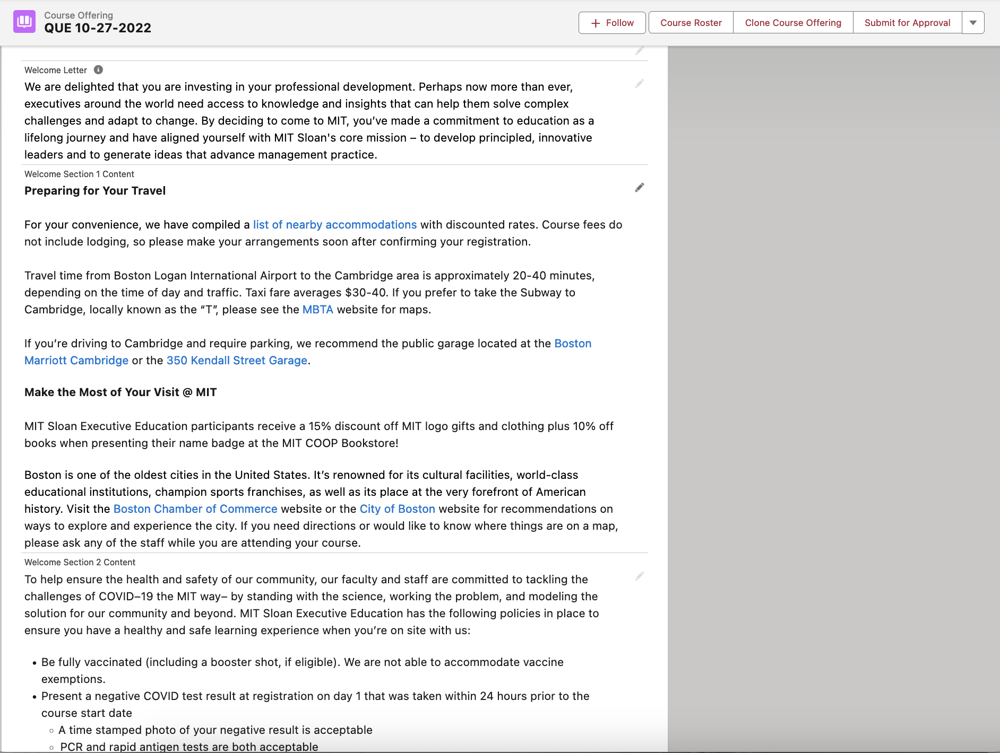 Course Offering
QUE 10-27-2022
+ Follow
Course Roster
Clone Course Offering
Submit for Approval
Welcome Letter
We are delighted that you are investing in your professional development. Perhaps now more than ever,
executives around the world need access to knowledge and insights that can help them solve complex
challenges and adapt to change. By deciding to come to MIT, you’ve made a commitment to education as a
lifelong journey and have aligned yourself with MIT Sloan's core mission – to develop principled, innovative
leaders and to generate ideas that advance management practice.
Welcome Section 1 Content
Preparing for Your Travel
For your convenience, we have compiled a list of nearby accommodations with discounted rates. Course fees do
not include lodging, so please make your arrangements soon after confirming your registration.
Travel time from Boston Logan International Airport to the Cambridge area is approximately 20-40 minutes,
depending on the time of day and traffic. Taxi fare averages $30-40. If you prefer to take the Subway to
Cambridge, locally known as the “T”, please see the MBTA website for maps.
If you’re driving to Cambridge and require parking, we recommend the public garage located at the Boston
Marriott Cambridge or the 350 Kendall Street Garage.
Make the Most of Your Visit @ MIT
MIT Sloan Executive Education participants receive a 15% discount off MIT logo gifts and clothing plus 10% off
books when presenting their name badge at the MIT COOP Bookstore!
Boston is one of the oldest cities in the United States. It’s renowned for its cultural facilities, world-class
educational institutions, champion sports franchises, as well as its place at the very forefront of American
history. Visit the Boston Chamber of Commerce website or the City of Boston website for recommendations on
ways to explore and experience the city. If you need directions or would like to know where things are on a map,
please ask any of the staff while you are attending your course.
Welcome Section 2 Content
To help ensure the health and safety of our community, our faculty and staff are committed to tackling the
challenges of COVID–19 the MIT way– by standing with the science, working the problem, and modeling the
solution for our community and beyond. MIT Sloan Executive Education has the following policies in place to
ensure you have a healthy and safe learning experience when you’re on site with us:
• Be fully vaccinated (including a booster shot, if eligible). We are not able to accommodate vaccine
exemptions.
• Present a negative COVID test result at registration on day 1 that was taken within 24 hours prior to the
course start date
◦ A time stamped photo of your negative result is acceptable
◦ PCR and rapid antigen tests are both acceptable